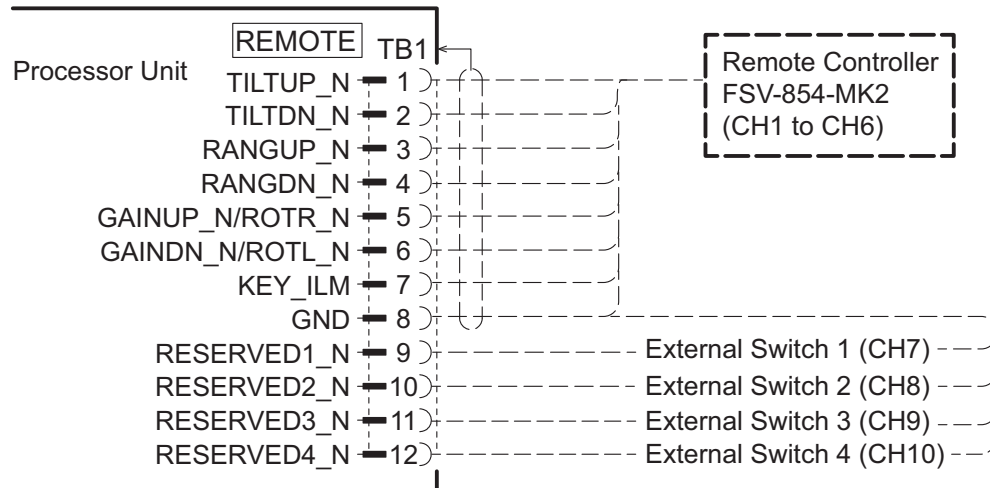 REMOTE TB1
Processor Unit
TILTUP_N 1
TILTDN_N 2
RANGUP_N 3
RANGDN_N 4
GAINUP_N/ROTR_N 5
GAINDN_N/ROTL_N 6
KEY_ILM 7
GND 8
RESERVED1_N 9 External Switch 1 (CH7)
RESERVED2_N 10 External Switch 2 (CH8)
RESERVED3_N 11 External Switch 3 (CH9)
RESERVED4_N 12 External Switch 4 (CH10)
Remote Controller
FSV-854-MK2
(CH1 to CH6)